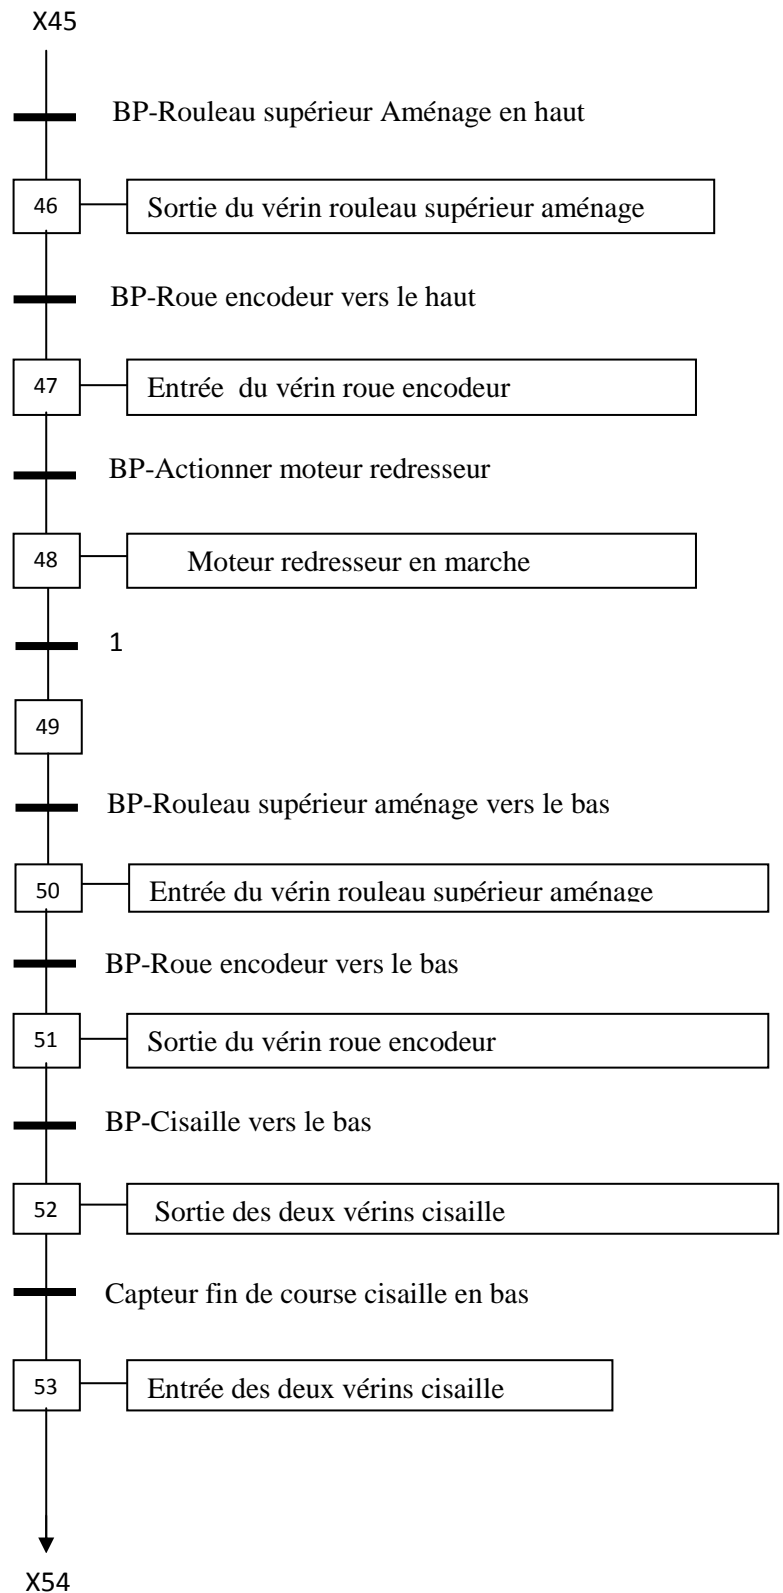 X45
BP-Rouleau supérieur Aménage en haut
46 Sortie du vérin rouleau supérieur aménage
BP-Roue encodeur vers le haut
47 Entrée du vérin roue encodeur
BP-Actionner moteur redresseur
48 Moteur redresseur en marche
1
49
BP-Rouleau supérieur aménage vers le bas
50 Entrée du vérin rouleau supérieur aménage
BP-Roue encodeur vers le bas
51 Sortie du vérin roue encodeur
BP-Cisaille vers le bas
52 Sortie des deux vérins cisaille
Capteur fin de course cisaille en bas
53 Entrée des deux vérins cisaille
X54